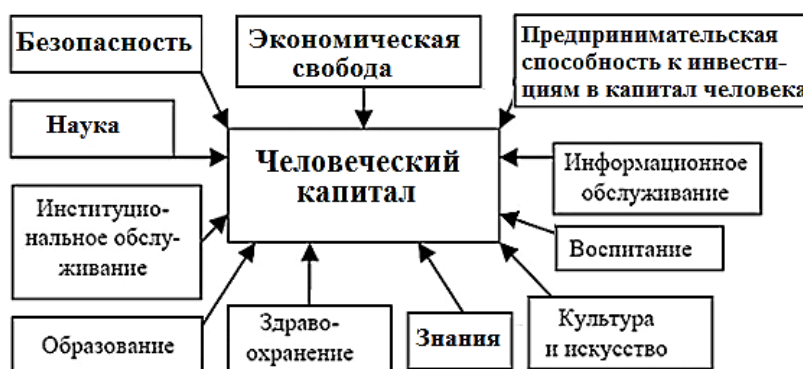 Безопасность
Экономическая
свобода
Предпринимательская
способность к инвести-
циям в капитал человека
Наука
Человеческий
капитал
Информационное
обслуживание
Институцио-
нальное обслу-
живание
Воспитание
Образование
Здраво-
охранение
Знания
Культура
и искусство